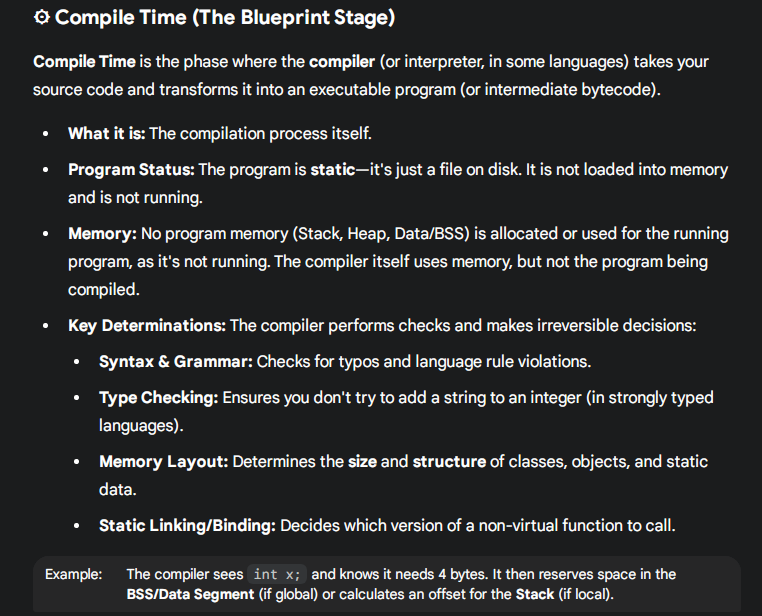 ⚙ Compile Time (The Blueprint Stage)
Compile Time is the phase where the compiler (or interpreter, in some languages) takes your
source code and transforms it into an executable program (or intermediate bytecode).
• What it is: The compilation process itself.
• Program Status: The program is static—it's just a file on disk. It is not loaded into memory
and is not running.
• Memory: No program memory (Stack, Heap, Data/BSS) is allocated or used for the running
program, as it's not running. The compiler itself uses memory, but not the program being
compiled.
• Key Determinations: The compiler performs checks and makes irreversible decisions:
• Syntax & Grammar: Checks for typos and language rule violations.
• Type Checking: Ensures you don't try to add a string to an integer (in strongly typed
languages).
• Memory Layout: Determines the size and structure of classes, objects, and static
data.
• Static Linking/Binding: Decides which version of a non-virtual function to call.
Example: The compiler sees int x; and knows it needs 4 bytes. It then reserves space in the
BSS/Data Segment (if global) or calculates an offset for the Stack (if local).